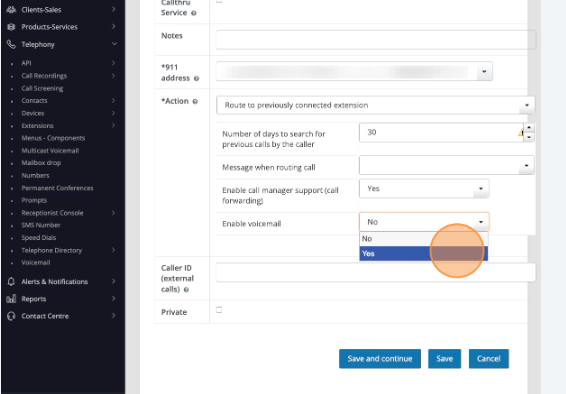 Clients-Sales
Products-Services
Telephony
API
Call Recordings
Call Screening
Contacts
Devices
Extensions
Menus - Components
Multicast Voicemail
Mailbox drop
Numbers
Permanent Conferences
Prompts
Receptionist Console
SMS Number
Speed Dials
Telephone Directory
Voicemail
Alerts & Notifications
Reports
Contact Centre
Callthru
Service
Notes
*911
address
*Action
Route to previously connected extension
Number of days to search for
previous calls by the caller
30
Message when routing call
Enable call manager support (call
forwarding)
Yes
Enable voicemail
No
No
Yes
Caller ID
(external
calls)
Private
Save and continue
Save
Cancel